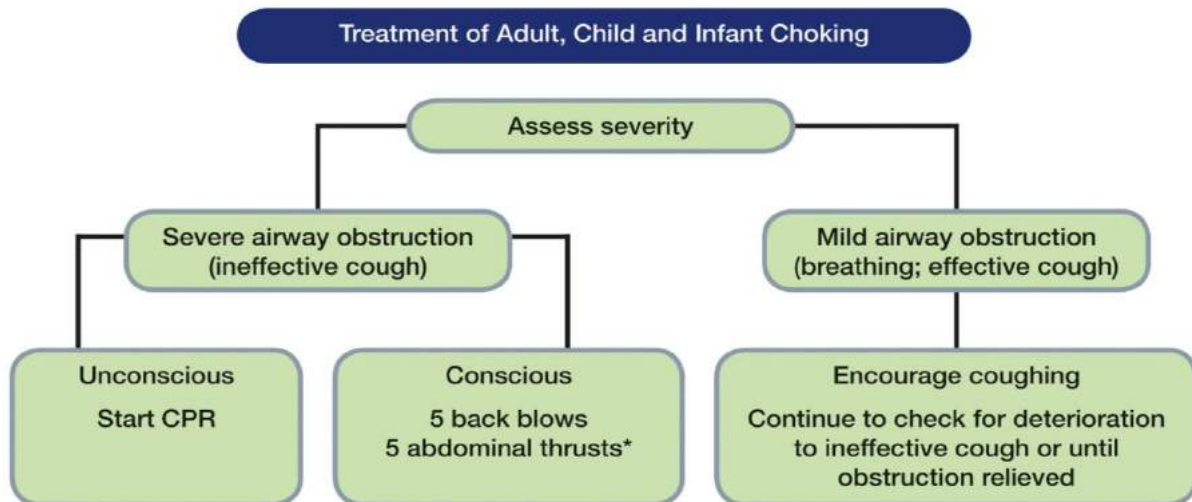 Treatment of Adult, Child and Infant Choking
Assess severity
Severe airway obstruction
(ineffective cough)
Mild airway obstruction
(breathing; effective cough)
Unconscious
Start CPR
Conscious
5 back blows
5 abdominal thrusts*
Encourage coughing
Continue to check for deterioration
to ineffective cough or until
obstruction relieved